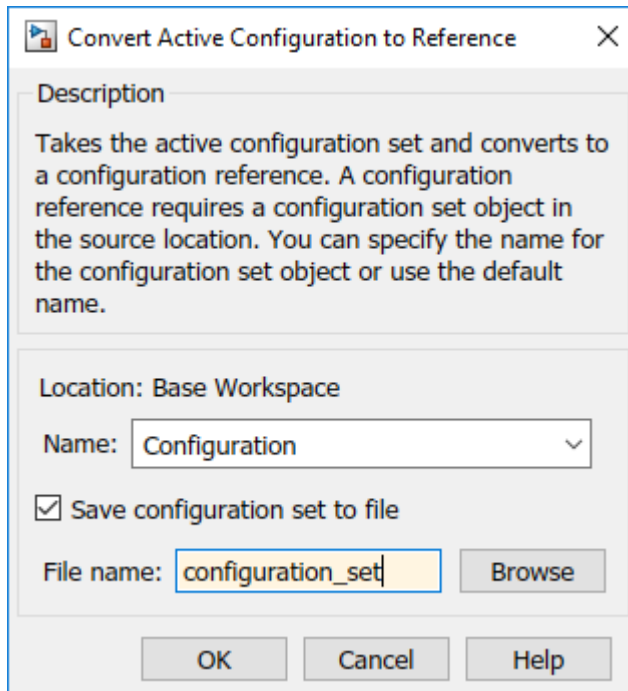 Convert Active Configuration to Reference
Description
Takes the active configuration set and converts to
a configuration reference. A configuration
reference requires a configuration set object in
the source location. You can specify the name for
the configuration set object or use the default
name.
Location: Base Workspace
Name: Configuration
Save configuration set to file
File name: configuration_set Browse
OK Cancel Help